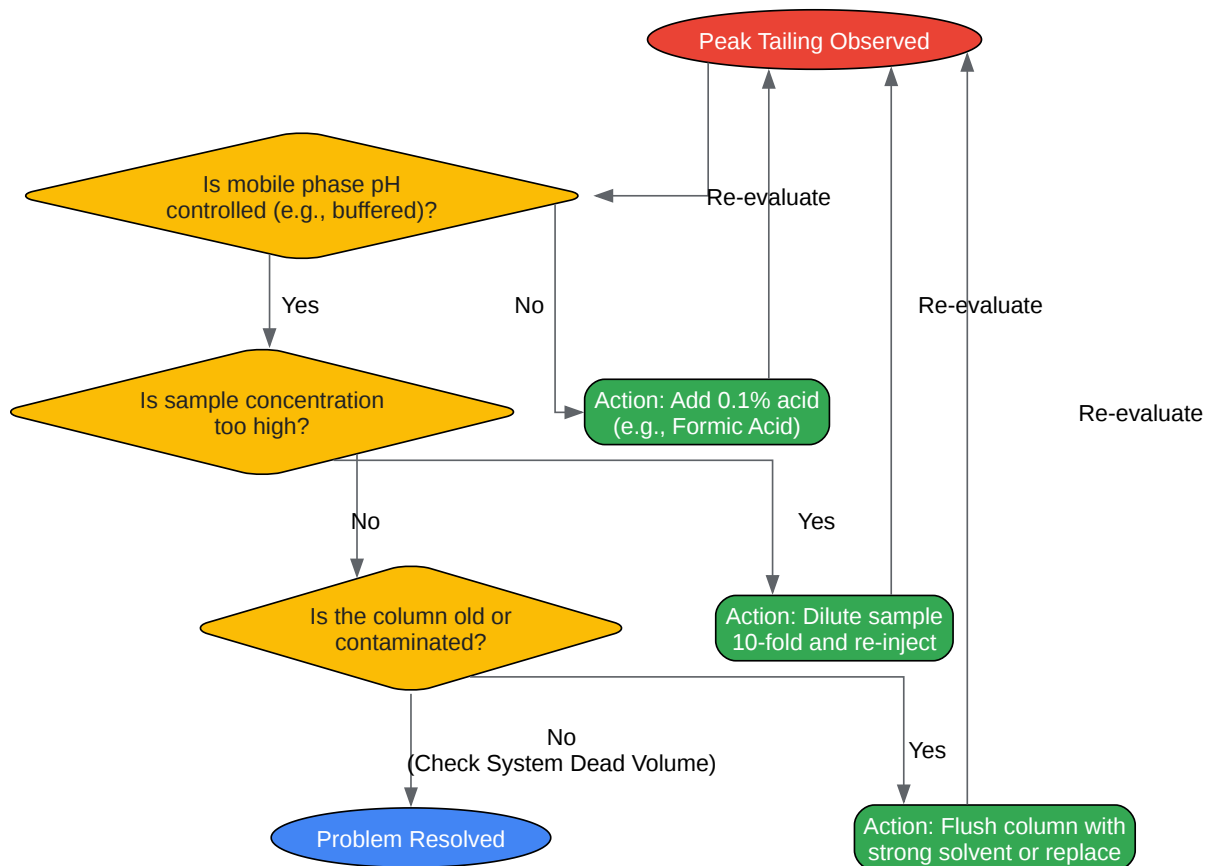 Peak Tailing Observed
Is mobile phase pH
controlled (e.g., buffered)?
Re-evaluate
Yes
No
Re-evaluate
Is sample concentration
too high?
Action: Add 0.1% acid
(e.g., Formic Acid)
Re-evaluate
No
Yes
Is the column old or
contaminated?
Action: Dilute sample
10-fold and re-inject
No
(Check System Dead Volume)
Yes
Problem Resolved
Action: Flush column with
strong solvent or replace